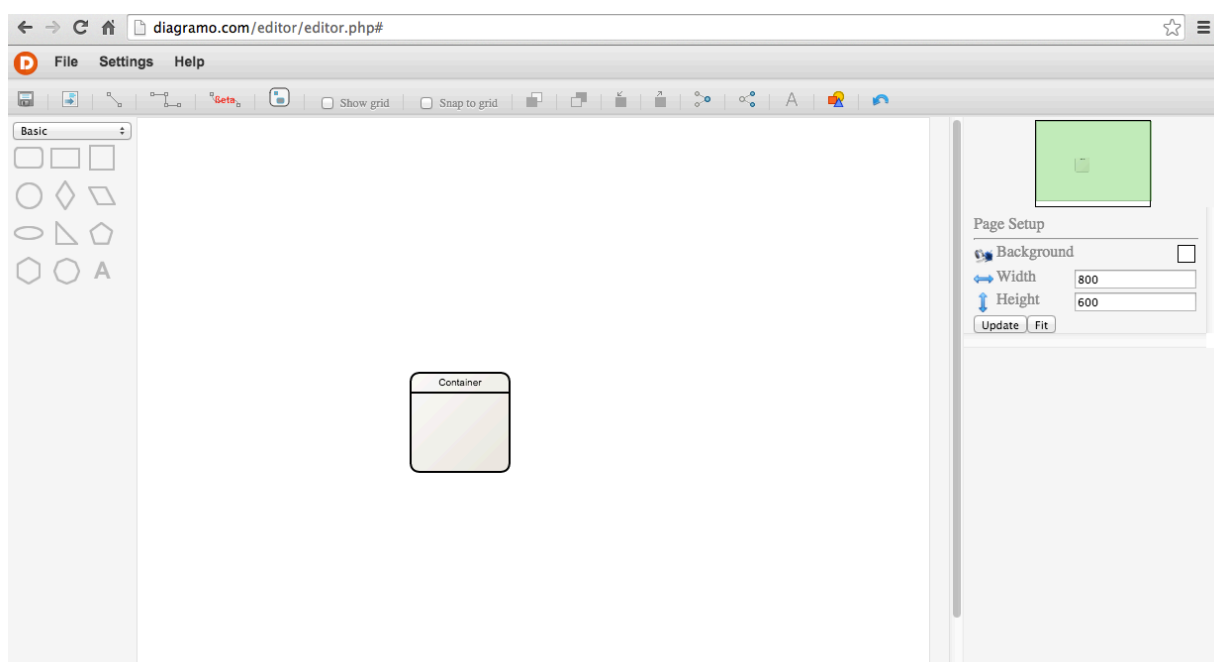 diagramo.com/editor/editor.php#
D File Settings Help
Beta Show grid Snap to grid A
Basic
A
Container
Page Setup
Background
Width 800
Height 600
Update Fit